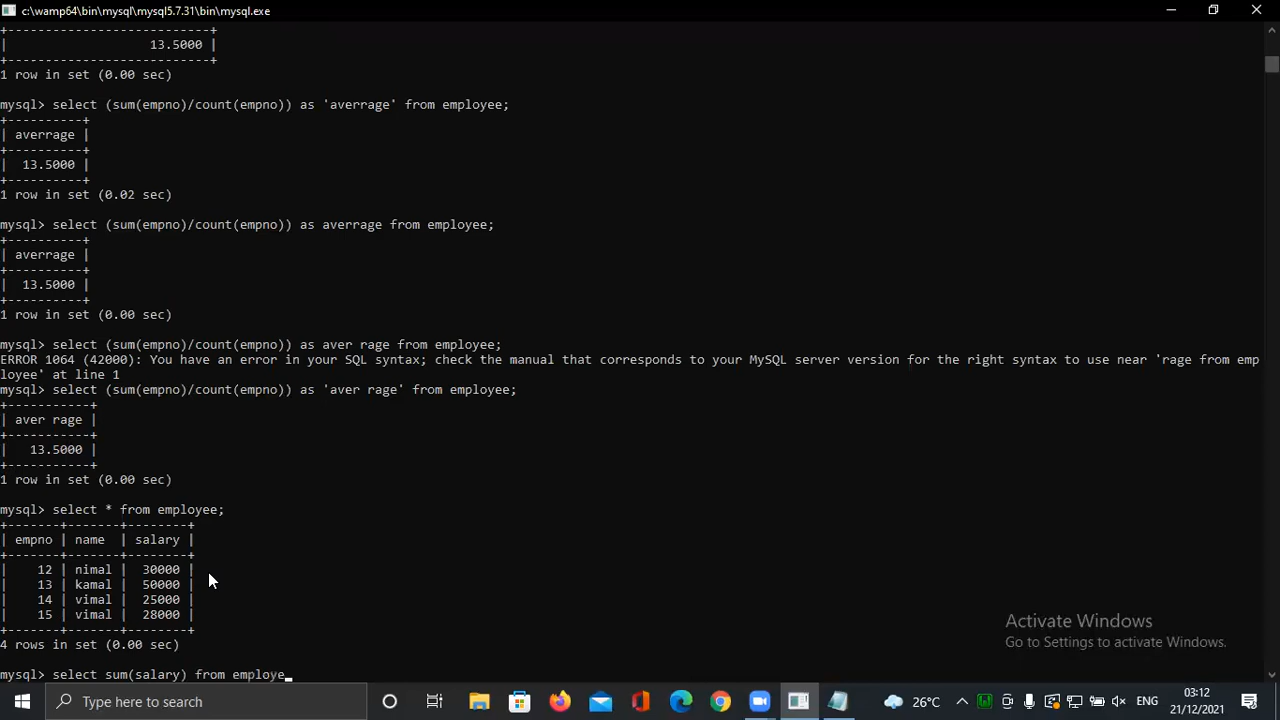 c:\wamp64\bin\mysql\mysql5.7.31\bin\mysql.exe
+---------------------------+
|                   13.5000 |
+---------------------------+
1 row in set (0.00 sec)
mysql> select (sum(empno)/count(empno)) as 'averrage' from employee;
+----------+
| averrage |
+----------+
|  13.5000 |
+----------+
1 row in set (0.02 sec)
mysql> select (sum(empno)/count(empno)) as averrage from employee;
+----------+
| averrage |
+----------+
|  13.5000 |
+----------+
1 row in set (0.00 sec)
mysql> select (sum(empno)/count(empno)) as aver rage from employee;
ERROR 1064 (42000): You have an error in your SQL syntax; check the manual that corresponds to your MySQL server version for the right syntax to use near 'rage from emp
loyee' at line 1
mysql> select (sum(empno)/count(empno)) as 'aver rage' from employee;
+-----------+
| aver rage |
+-----------+
|   13.5000 |
+-----------+
1 row in set (0.00 sec)
mysql> select * from employee;
+-------+-------+--------+
| empno | name  | salary |
+-------+-------+--------+
|    12 | nimal |  30000 |
|    13 | kamal |  50000 |
|    14 | vimal |  25000 |
|    15 | vimal |  28000 |
+-------+-------+--------+
4 rows in set (0.00 sec)
mysql> select sum(salary) from employe_
Activate Windows
Go to Settings to activate Windows.
Type here to search
26°C
ENG
03:12
21/12/2021